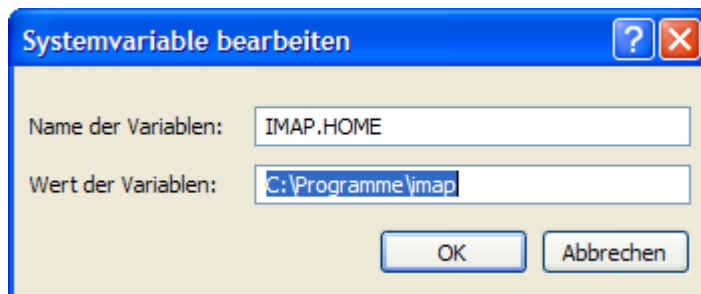 Systemvariable bearbeiten
?
Name der Variablen: IMAP.HOME
Wert der Variablen: C:\Programme\imap
OK Abbrechen